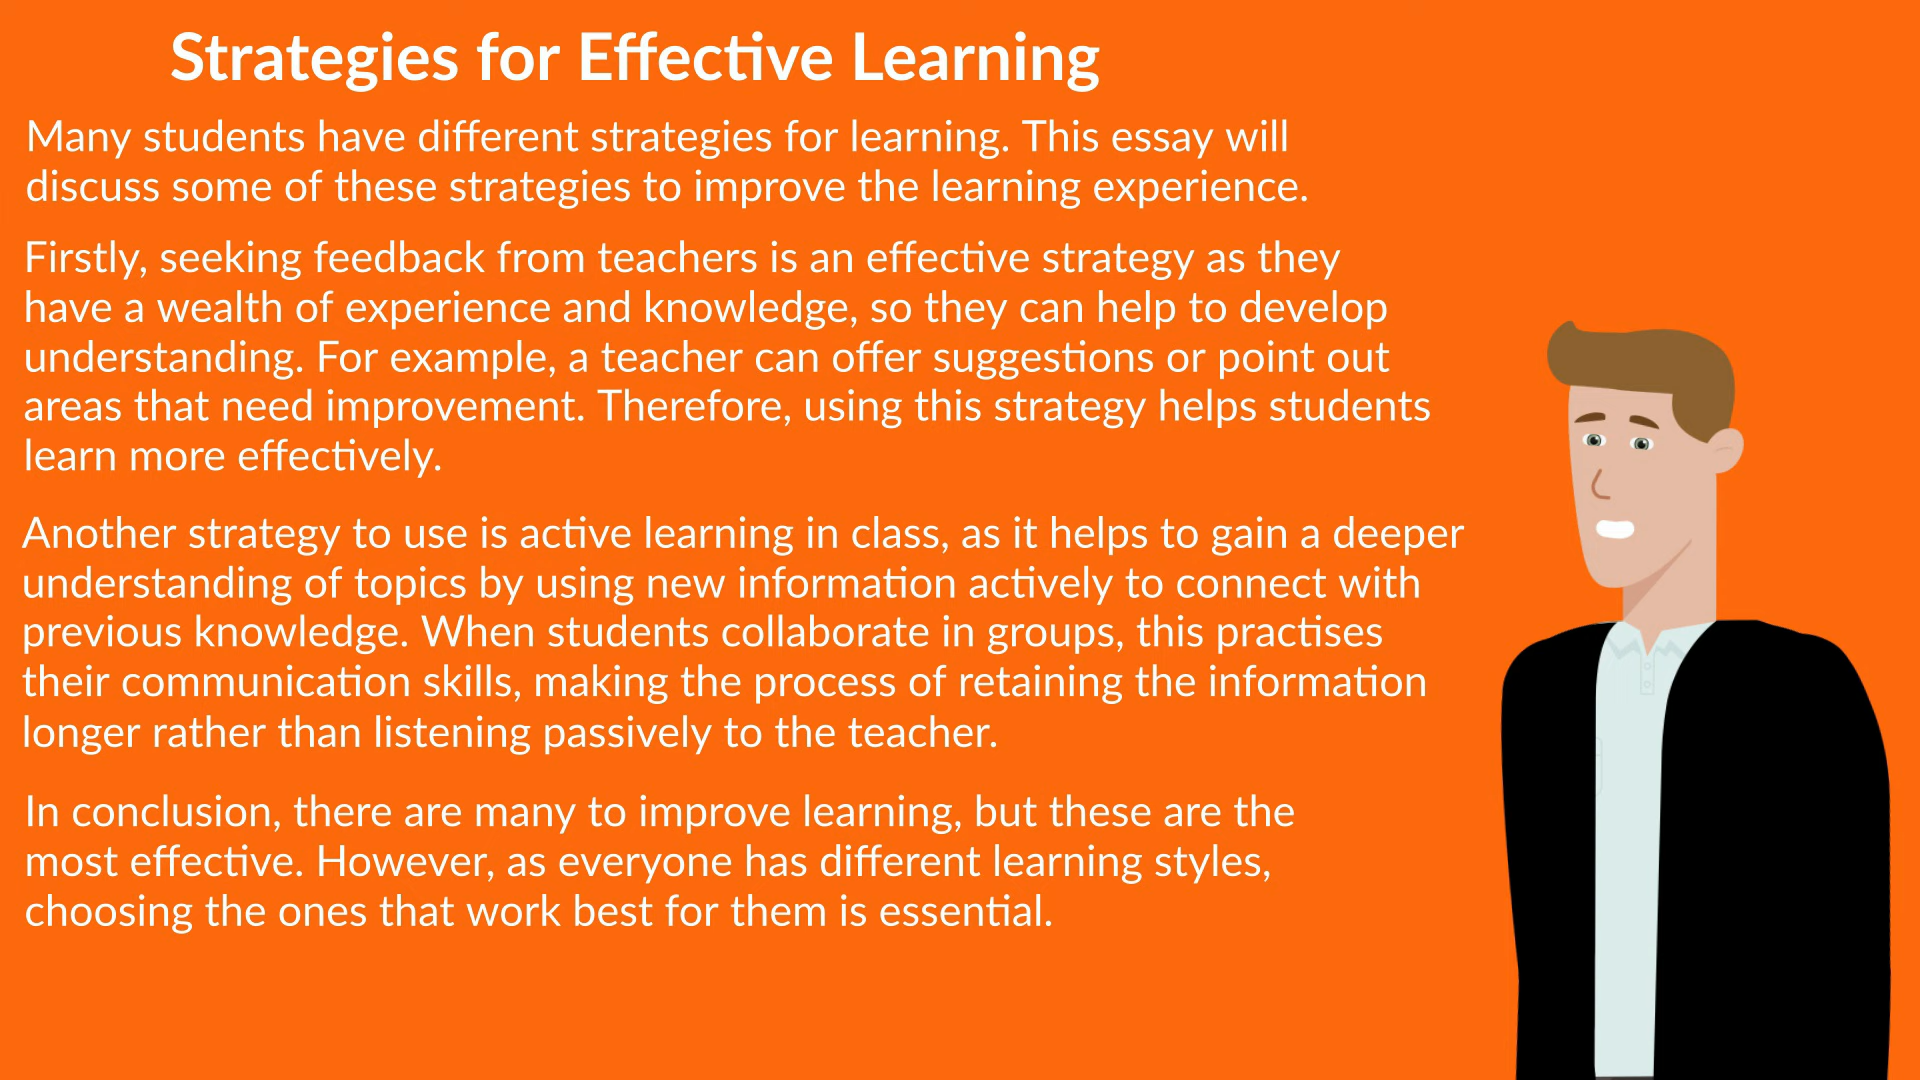 Strategies for Effective Learning
Many students have different strategies for learning. This essay will
discuss some of these strategies to improve the learning experience.
Firstly, seeking feedback from teachers is an effective strategy as they
have a wealth of experience and knowledge, so they can help to develop
understanding. For example, a teacher can offer suggestions or point out
areas that need improvement. Therefore, using this strategy helps students
learn more effectively.
Another strategy to use is active learning in class, as it helps to gain a deeper
understanding of topics by using new information actively to connect with
previous knowledge. When students collaborate in groups, this practises
their communication skills, making the process of retaining the information
longer rather than listening passively to the teacher.
In conclusion, there are many to improve learning, but these are the
most effective. However, as everyone has different learning styles,
choosing the ones that work best for them is essential.